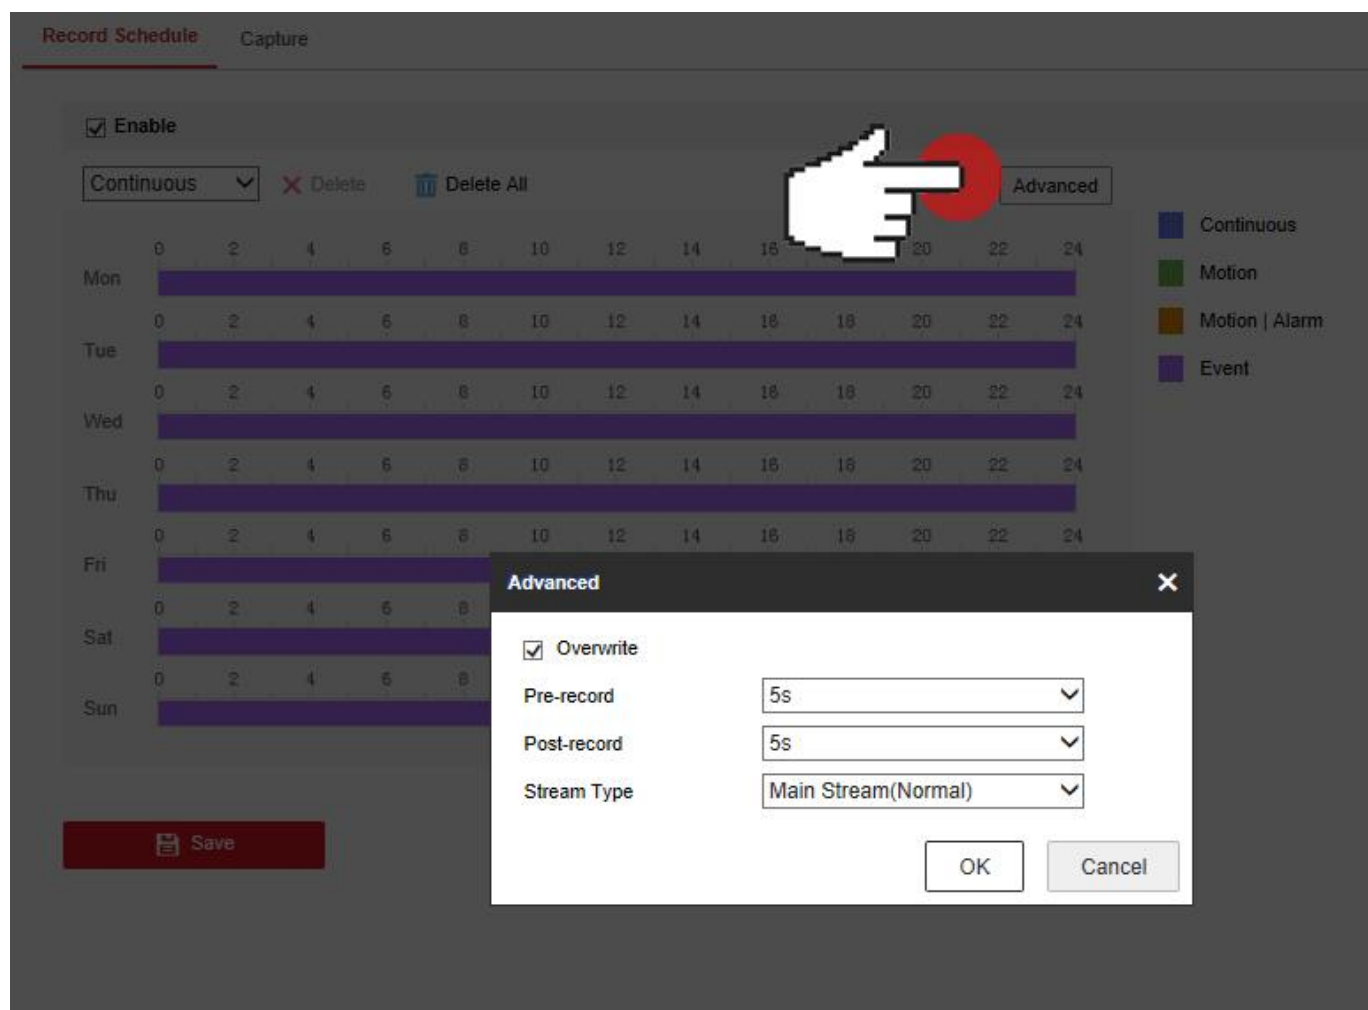 Record Schedule Capture
Enable
Continuous Delete Delete All Advanced
Continuous
0 2 4 6 8 10 12 14 16 20 22 24
Mon
Motion
0 2 4 6 8 10 12 14 16 18 20 22 24
Motion | Alarm
Tue
Event
0 2 4 6 8 10 12 14 16 18 20 22 24
Wed
0 2 4 6 8 10 12 14 16 18 20 22 24
Thu
0 2 4 6 8 10 12 14 16 18 20 22 24
Fri
0 2 4 6 8
Sat
0 2 4 6 8
Sun
Advanced
Overwrite
Pre-record 5s
Post-record 5s
Stream Type Main Stream(Normal)
OK Cancel
Save